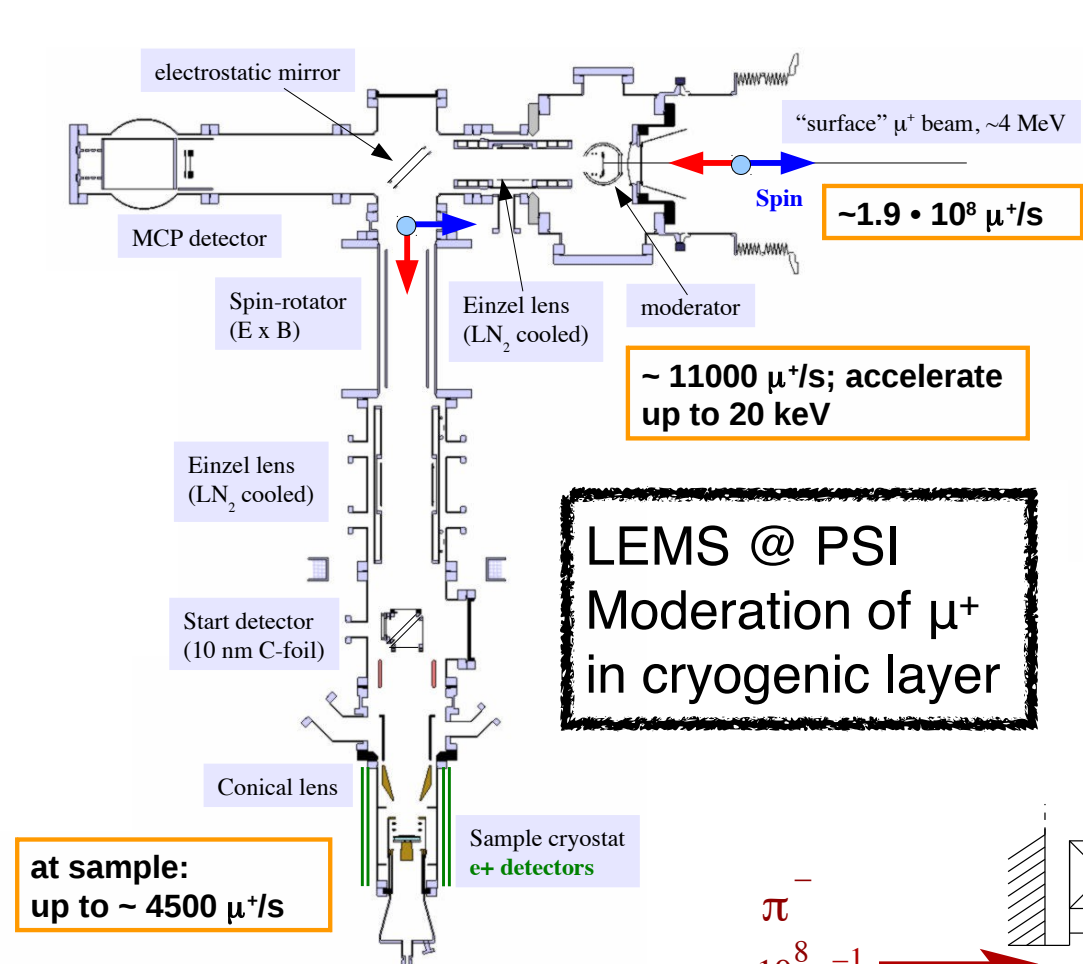 electrostatic mirror
“surface” μ⁺ beam, ~4 MeV
Spin
~1.9 • 10⁸ μ⁺/s
MCP detector
Spin-rotator
(E x B)
Einzel lens
(LN₂ cooled)
moderator
~ 11000 μ⁺/s; accelerate
up to 20 keV
Einzel lens
(LN₂ cooled)
LEMS @ PSI
Moderation of μ⁺
in cryogenic layer
Start detector
(10 nm C-foil)
Conical lens
Sample cryostat
e+ detectors
at sample:
up to ~ 4500 μ⁺/s
π⁻